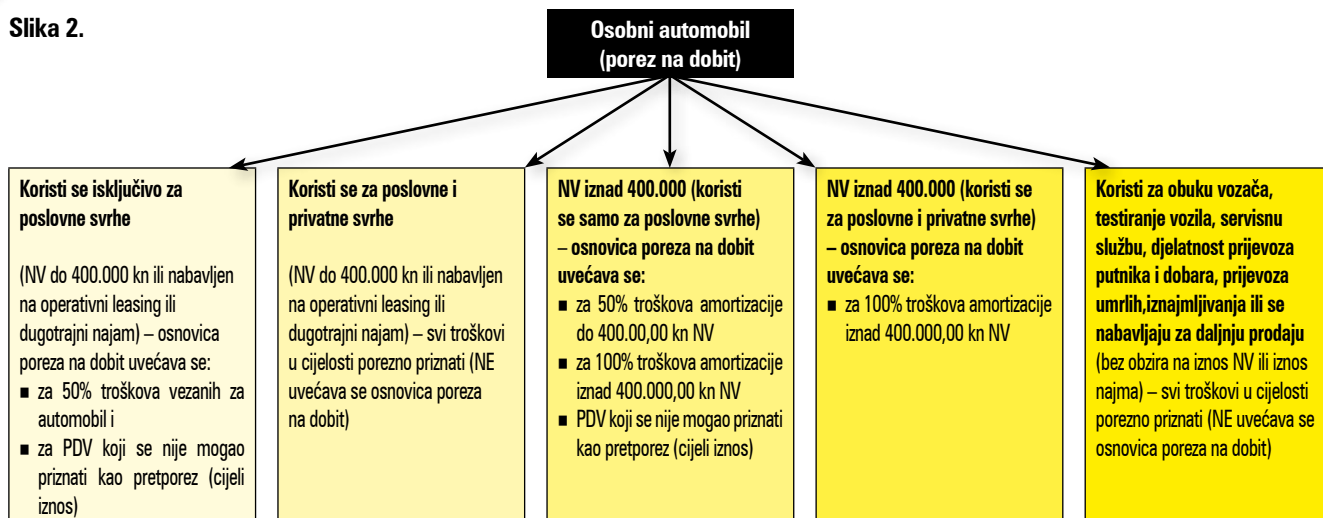 Slika 2.
Osobni automobil
(porez na dobit)
Koristi se isključivo za
poslovne svrhe
(NV do 400.000 kn ili nabavljen
na operativni leasing ili
dugotrajni najam) – osnovica
poreza na dobit uvećava se:
■ za 50% troškova vezanih za
automobil i
■ za PDV koji se nije mogao
priznati kao pretporez (cijeli
iznos)
Koristi se za poslovne i
privatne svrhe
(NV do 400.000 kn ili nabavljen
na operativni leasing ili
dugotrajni najam) – svi troškovi
u cijelosti porezno priznati (NE
uvećava se osnovica poreza
na dobit)
NV iznad 400.000 (koristi
se samo za poslovne svrhe)
– osnovica poreza na dobit
uvećava se:
■ za 50% troškova amortizacije
do 400.00,00 kn NV
■ za 100% troškova amortizacije
iznad 400.000,00 kn NV
■ PDV koji se nije mogao priznati
kao pretporez (cijeli iznos)
NV iznad 400.000 (koristi se
za poslovne i privatne svrhe)
– osnovica poreza na dobit
uvećava se:
■ za 100% troškova amortizacije
iznad 400.000,00 kn NV
Koristi za obuku vozača,
testiranje vozila, servisnu
službu, djelatnost prijevoza
putnika i dobara, prijevoza
umrlih,iznajmljivanja ili se
nabavljaju za daljnju prodaju
(bez obzira na iznos NV ili iznos
najma) – svi troškovi u cijelosti
porezno priznati (NE uvećava se
osnovica poreza na dobit)